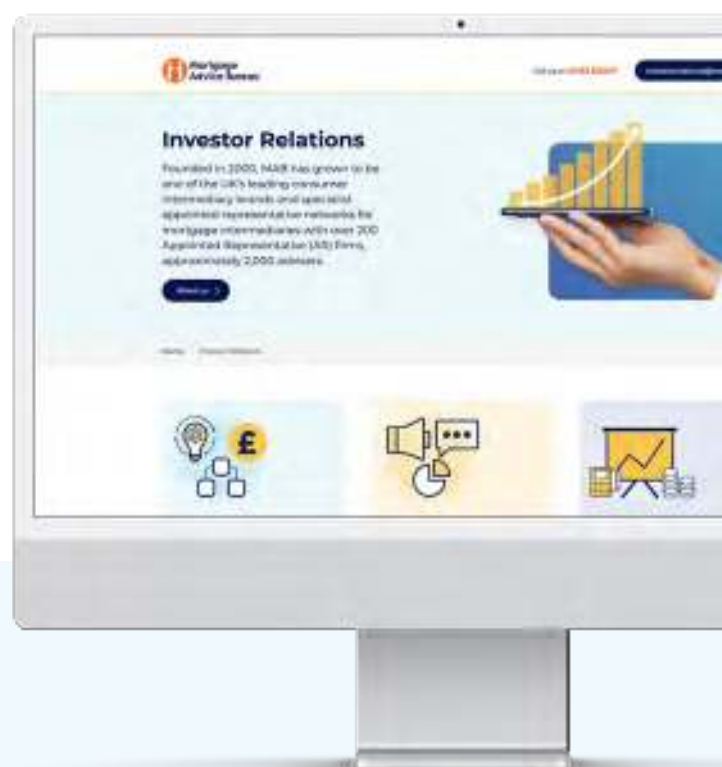 Mortgage
Advice Bureau
Investor Relations
Founded in 2000, MAB has grown to be
one of the UK's leading consumer
intermediary brands and specialist
appointed representative networks for
mortgage intermediaries with over 200
Appointed Representative (AR) firms,
approximately 2,000 advisers.
About us
£